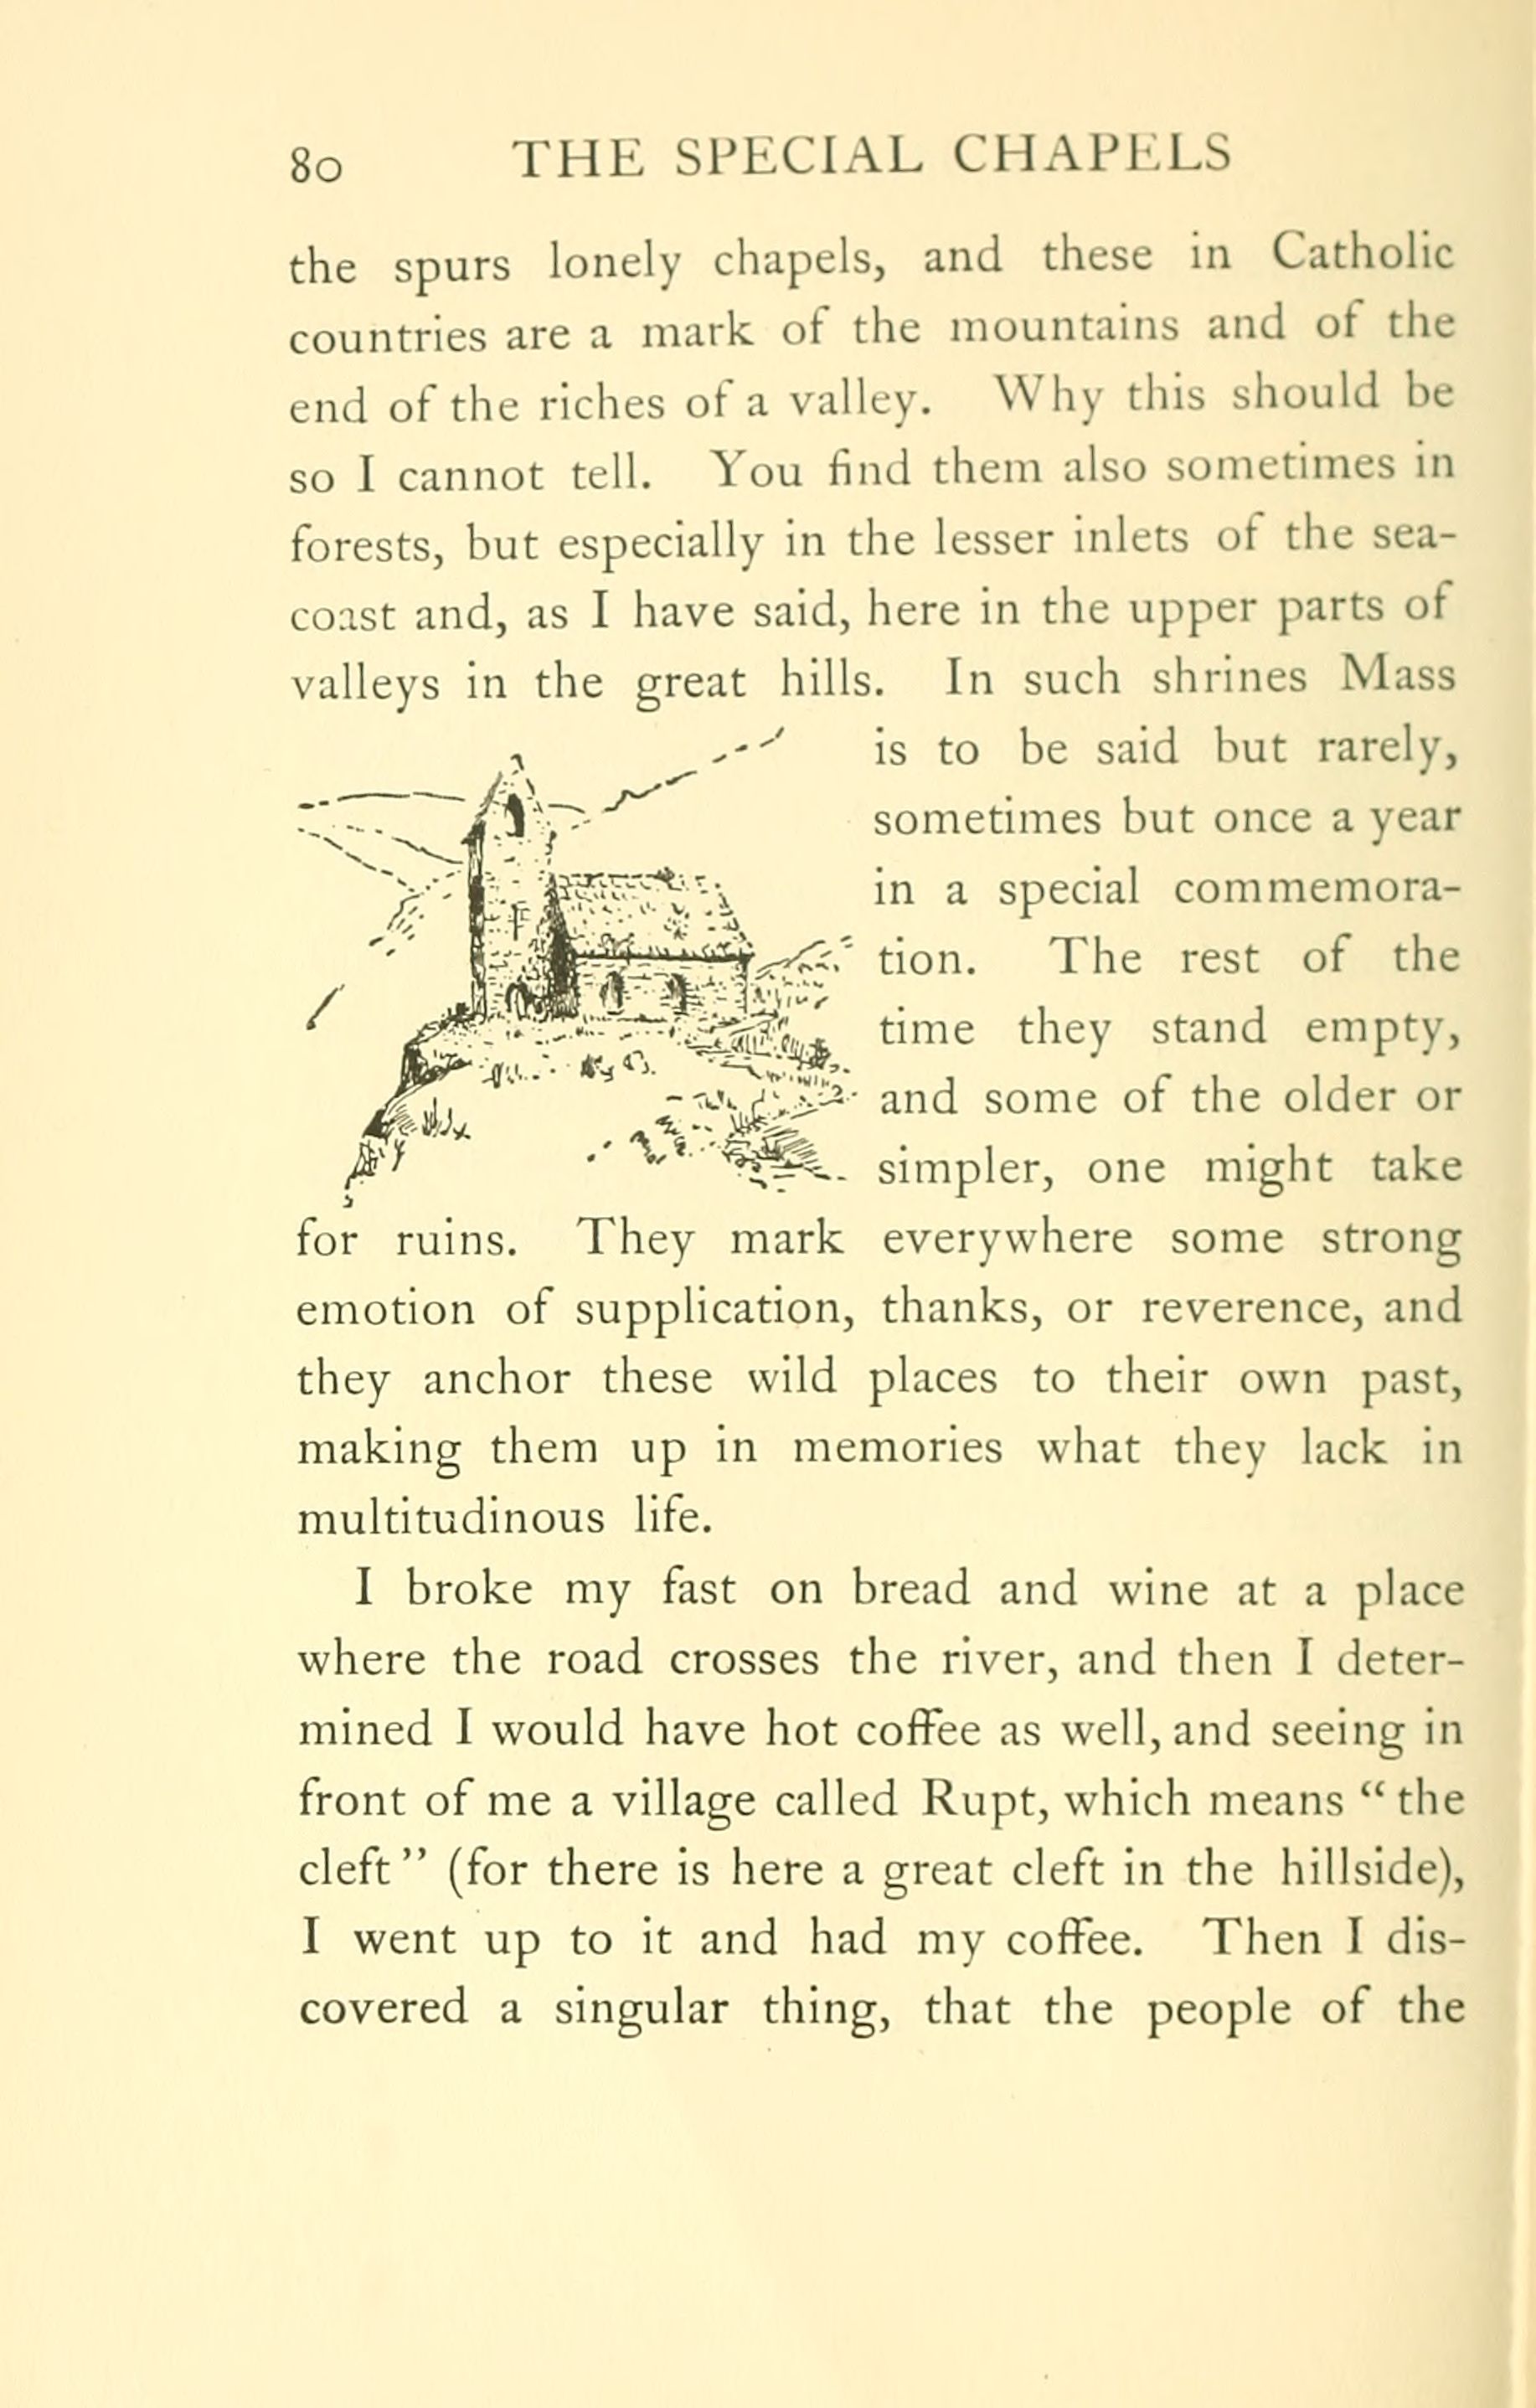 80 THE SPECIAL CHAPELS
the spurs lonely chapels, and these in Catholic
countries are a mark of the mountains and of the
end of the riches of a valley. Why this should be
so I cannot tell. You find them also sometimes in
forests, but especially in the lesser inlets of the sea-
coast and, as I have said, here in the upper parts of
valleys in the great hills. In such shrines Mass
is to be said but rarely,
sometimes but once a year
in a special commemora-
tion. The rest of the
time they stand empty,
and some of the older or
simpler, one might take
for ruins. They mark everywhere some strong
emotion of supplication, thanks, or reverence, and
they anchor these wild places to their own past,
making them up in memories what they lack in
multitudinous life.
I broke my fast on bread and wine at a place
where the road crosses the river, and then I deter-
mined I would have hot coffee as well, and seeing in
front of me a village called Rupt, which means “ the
cleft ” (for there is here a great cleft in the hillside),
I went up to it and had my coffee. Then I dis-
covered a singular thing, that the people of the